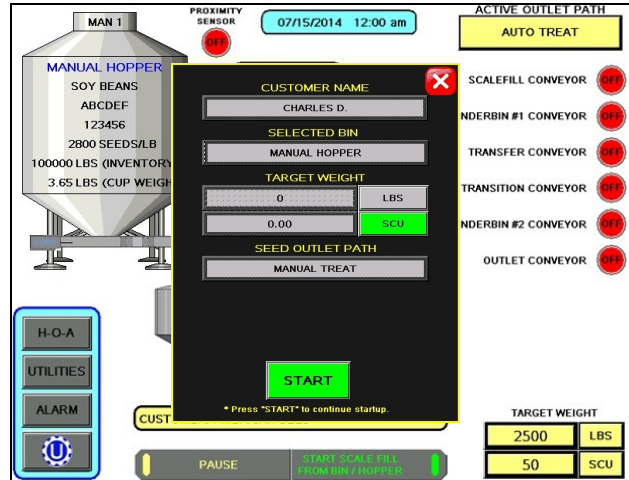 MAN 1
PROXIMITY
SENSOR
OFF
07/15/2014 12:00 am
ACTIVE OUTLET PATH
AUTO TREAT
MANUAL HOPPER
SOY BEANS
ABCDEF
123456
2800 SEEDS/LB
100000 LBS (INVENTORY
3.65 LBS (CUP WEIGH
CUSTOMER NAME
CHARLES D.
SELECTED BIN
MANUAL HOPPER
TARGET WEIGHT
0 LBS
0.00 SCU
SEED OUTLET PATH
MANUAL TREAT
START
* Press "START" to continue startup.
SCALEFILL CONVEYOR OFF
NDERBIN #1 CONVEYOR OFF
TRANSFER CONVEYOR OFF
TRANSITION CONVEYOR OFF
NDERBIN #2 CONVEYOR OFF
OUTLET CONVEYOR OFF
H-O-A
UTILITIES
ALARM
U
CUST
PAUSE
START SCALE FILL
FROM BIN / HOPPER
TARGET WEIGHT
2500 LBS
50 SCU